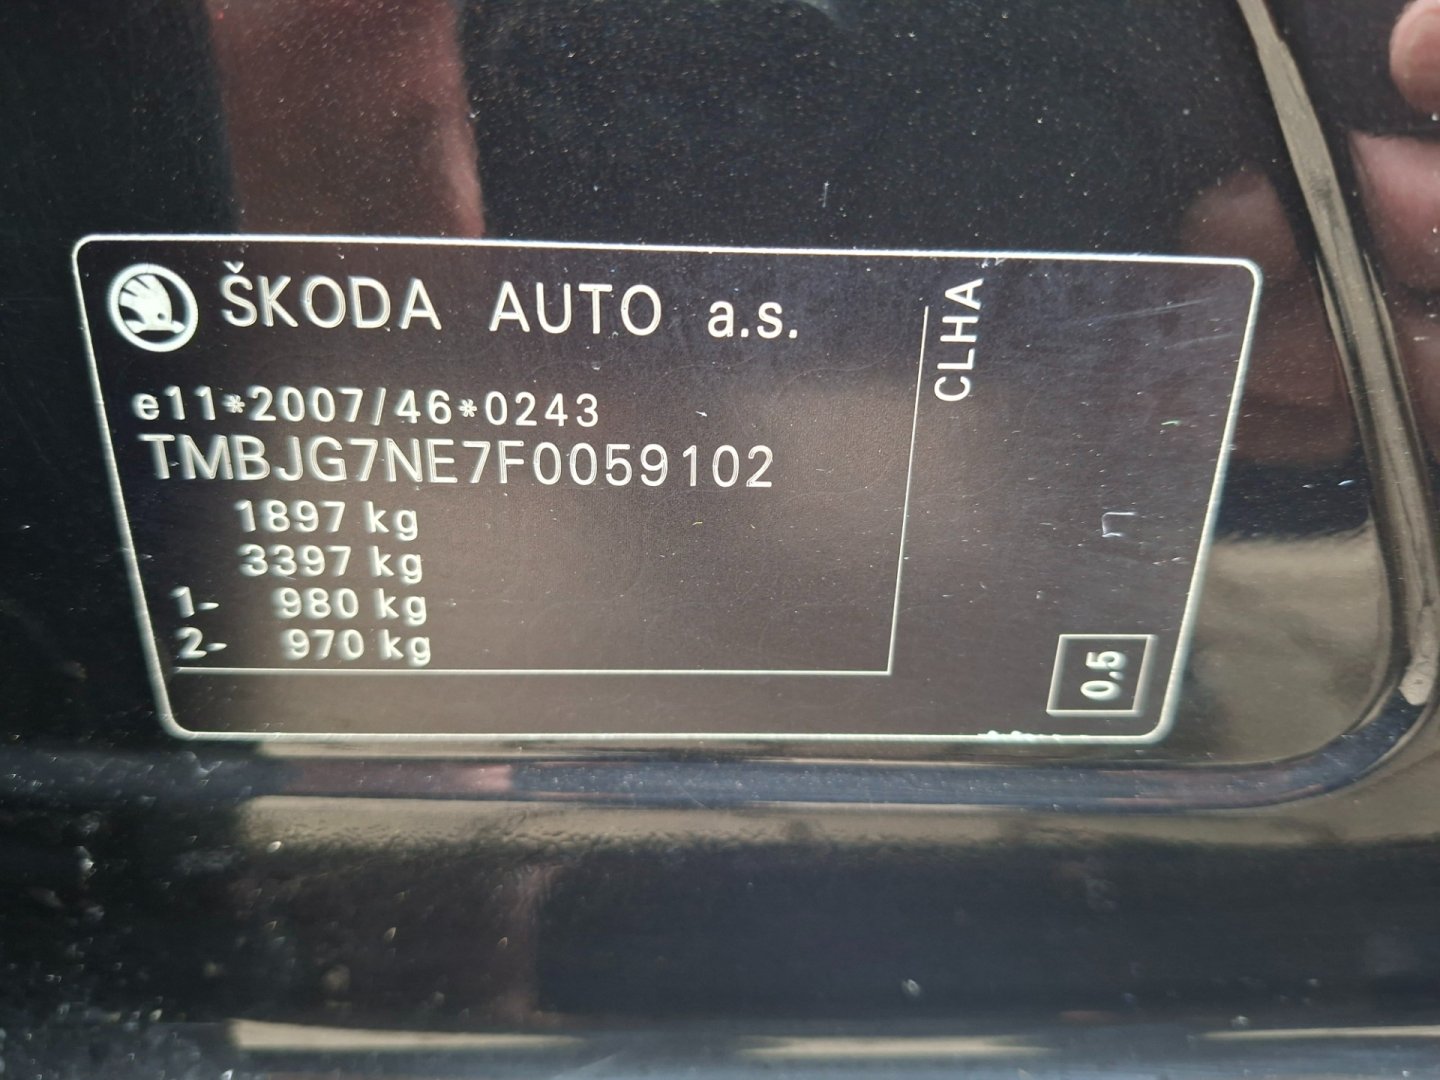 ŠKODA AUTO a.s.
e11*2007/46*0243
TMBJG7NE7F0059102
1897 kg
3397 kg
1- 980 kg
2- 970 kg
CLHA
0.5